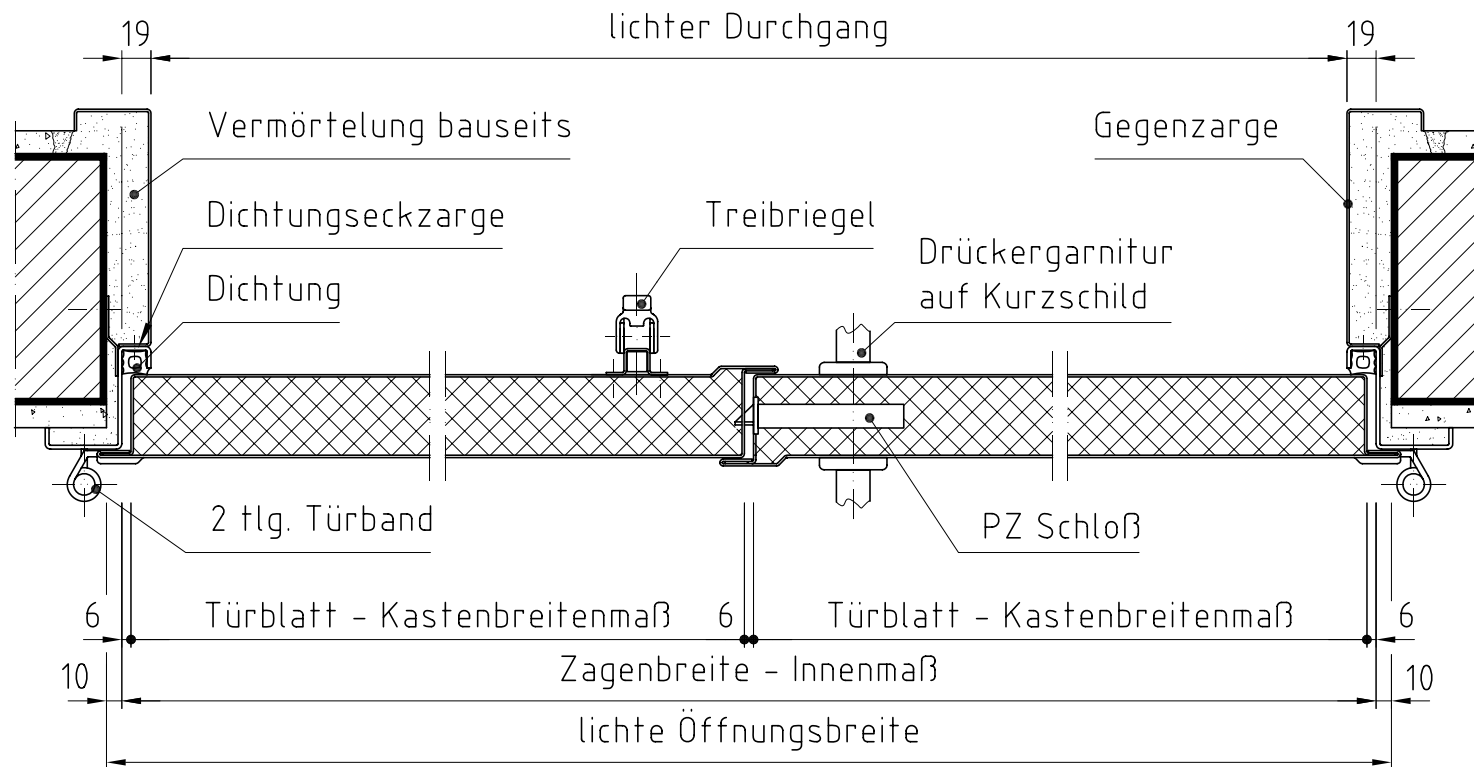 lichter Durchgang
19
19
Vermörtelung bauseits
Gegenzarge
Dichtungseckzarge
Treibriegel
Drückergarnitur
auf Kurzschild
Dichtung
2 tlg. Türband
PZ Schloß
6
Türblatt - Kastenbreitenmaß
6
Türblatt - Kastenbreitenmaß
6
10
Zagenbreite - Innenmaß
10
lichte Öffnungsbreite